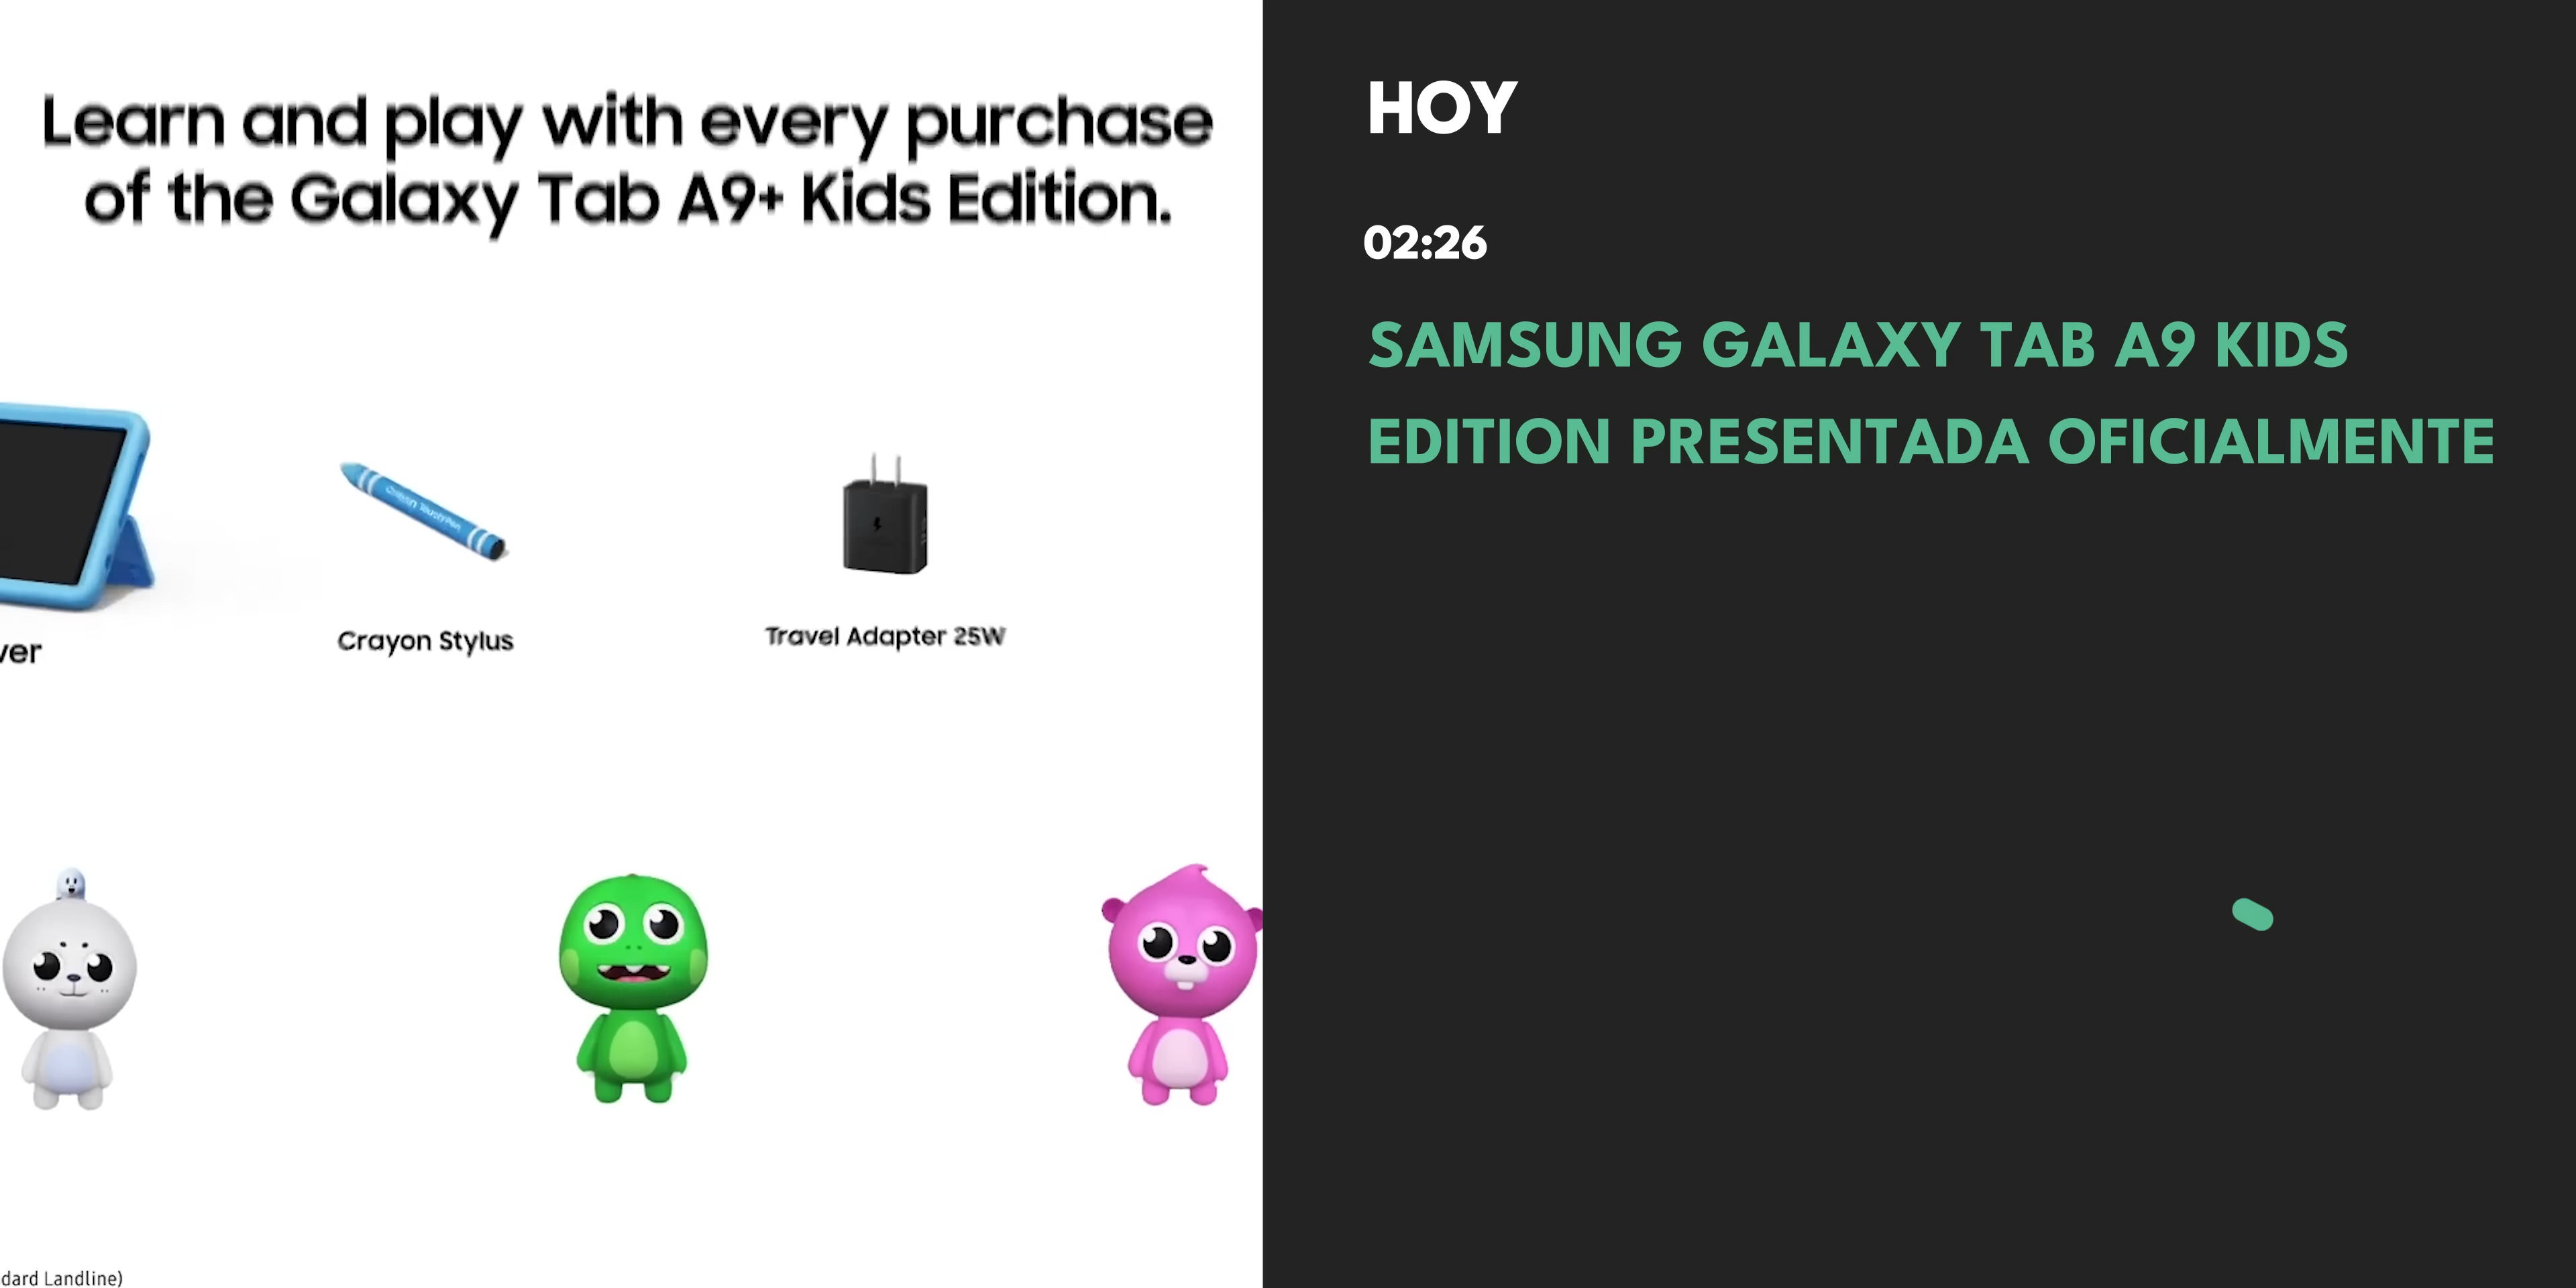 Learn and play with every purchase
of the Galaxy Tab A9+ Kids Edition.
ver
Crayon Stylus
Travel Adapter 25W
dard Landline)
HOY
02:26
SAMSUNG GALAXY TAB A9 KIDS
EDITION PRESENTADA OFICIALMENTE